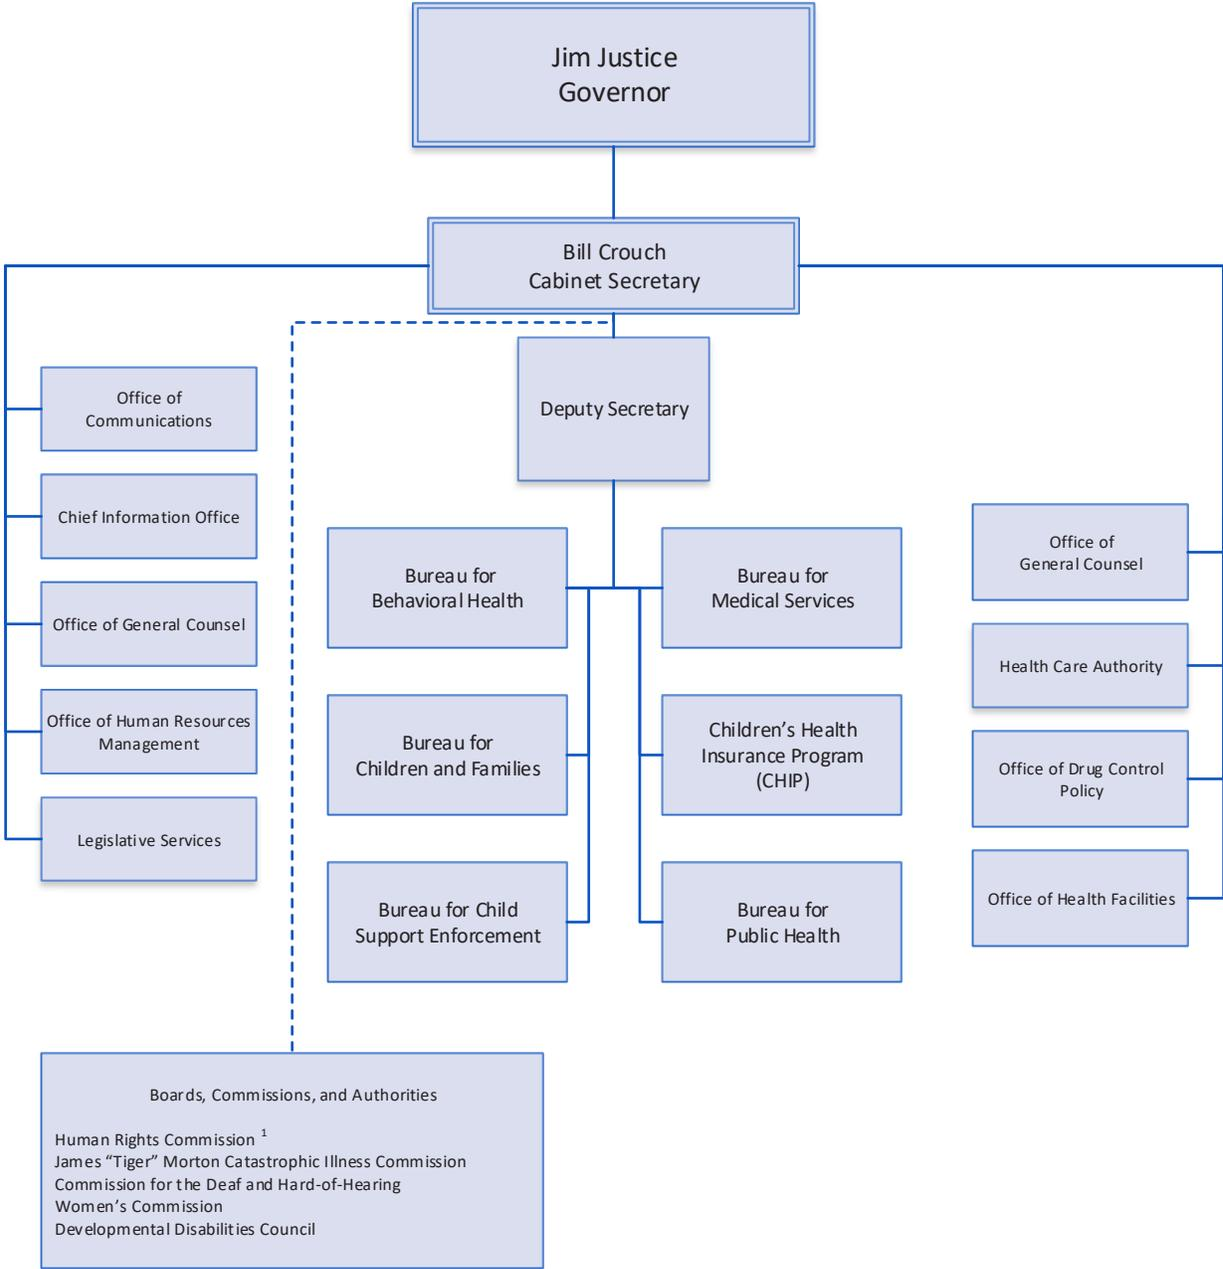 Jim Justice
Governor
Bill Crouch
Cabinet Secretary
Deputy Secretary
Office of
Communications
Chief Information Office
Office of General Counsel
Office of Human Resources
Management
Legislative Services
Bureau for
Behavioral Health
Bureau for
Children and Families
Bureau for Child
Support Enforcement
Bureau for
Medical Services
Children’s Health
Insurance Program
(CHIP)
Bureau for
Public Health
Office of
General Counsel
Health Care Authority
Office of Drug Control
Policy
Office of Health Facilities
Boards, Commissions, and Authorities
Human Rights Commission ¹
James “Tiger” Morton Catastrophic Illness Commission
Commission for the Deaf and Hard-of-Hearing
Women’s Commission
Developmental Disabilities Council